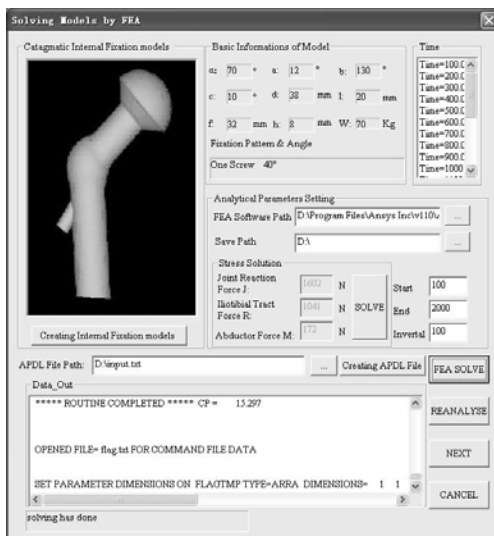 Solving Models by FEA
Catagmatic Internal Fixation models
Creating Internal Fixation models
Basic Informations of Model
α: 70 ° a: 12 ° b: 130 °
c: 10 ° d: 38 mm l: 20 mm
f: 32 mm h: 8 mm W: 70 Kg
Fixation Pattern & Angle
One Screw 40°
Time
Time=100.0
Time=200.0
Time=300.0
Time=400.0
Time=500.0
Time=600.0
Time=700.0
Time=800.0
Time=900.0
Time=1000
Analytical Parameters Setting
FEA Software Path D:\Program Files\Ansys Inc\v110\ ...
Save Path D:\ ...
Stress Solution
Joint Reaction
Force J: 1602 N
Iliotibial Tract
Force R: 1041 N
Abductor Force M: 172 N
SOLVE
Start 100
End 2000
Inverval 100
APDL File Path: D:\input.txt ... Creating APDL File FEA SOLVE
Data_Out
***** ROUTINE COMPLETED ***** CP = 15.297
OPENED FILE= flag.txt FOR COMMAND FILE DATA
SET PARAMETER DIMENSIONS ON FLAGTMP TYPE=ARRA DIMENSIONS= 1 1
REANALYSE
NEXT
CANCEL
solving has done